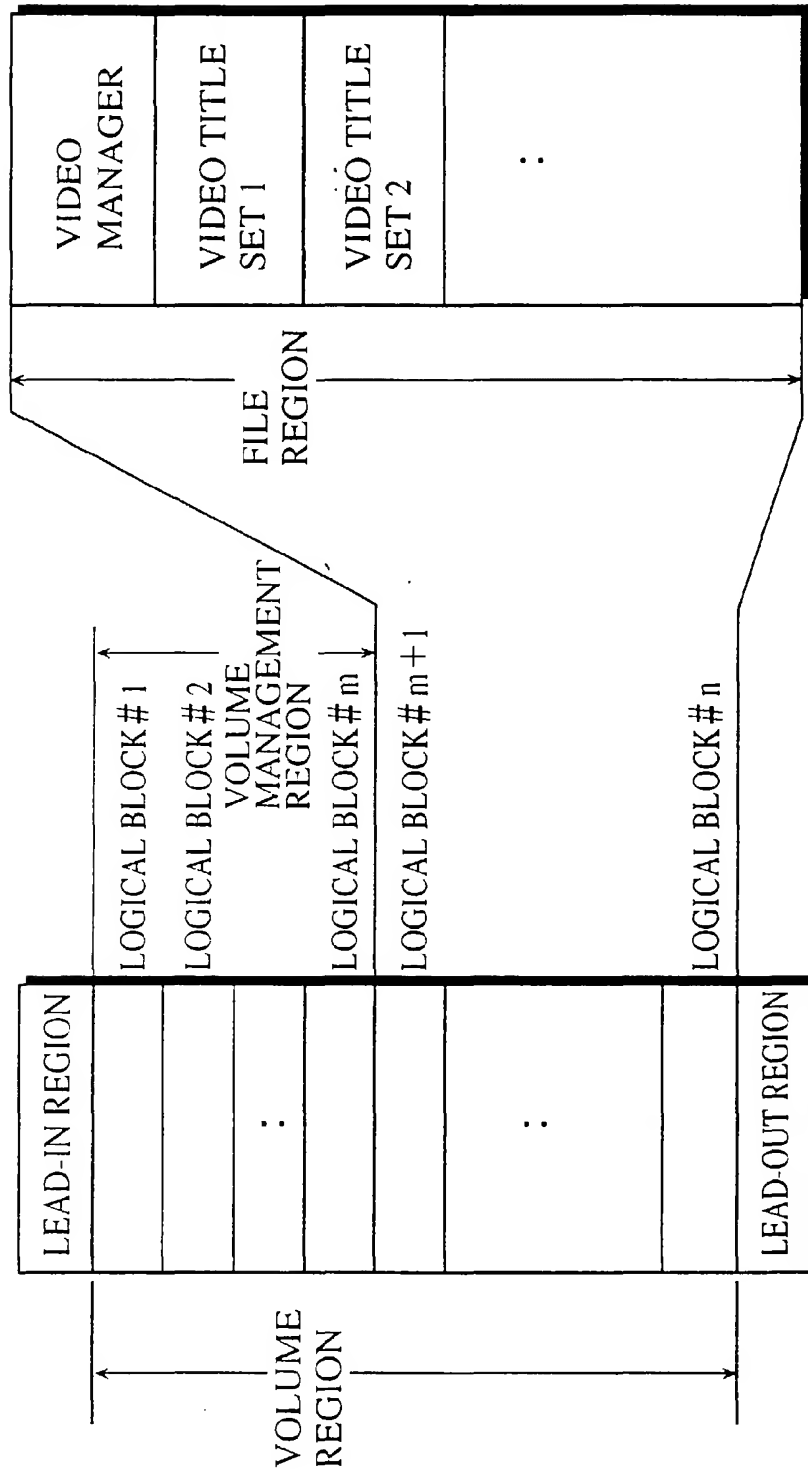 VOLUME
REGION
LEAD-IN REGION
:
:
LEAD-OUT REGION
LOGICAL BLOCK#1
LOGICAL BLOCK#2
VOLUME
MANAGEMENT
REGION
LOGICAL BLOCK#m
LOGICAL BLOCK#m+1
LOGICAL BLOCK#n
FILE
REGION
VIDEO
MANAGER
VIDEO TITLE
SET 1
VIDEO TITLE
SET 2
: